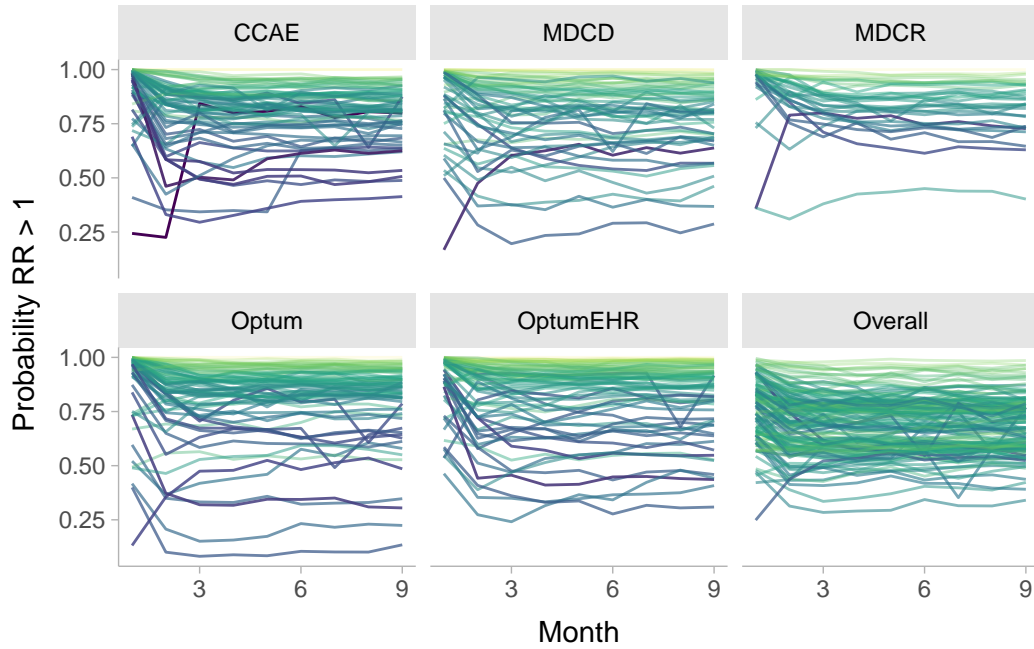 CCAE MDCD MDCR
1.00
0.75
0.50
0.25
Optum OptumEHR Overall
1.00
0.75
0.50
0.25
3 6 9 3 6 9 3 6 9
Month
Probability RR > 1